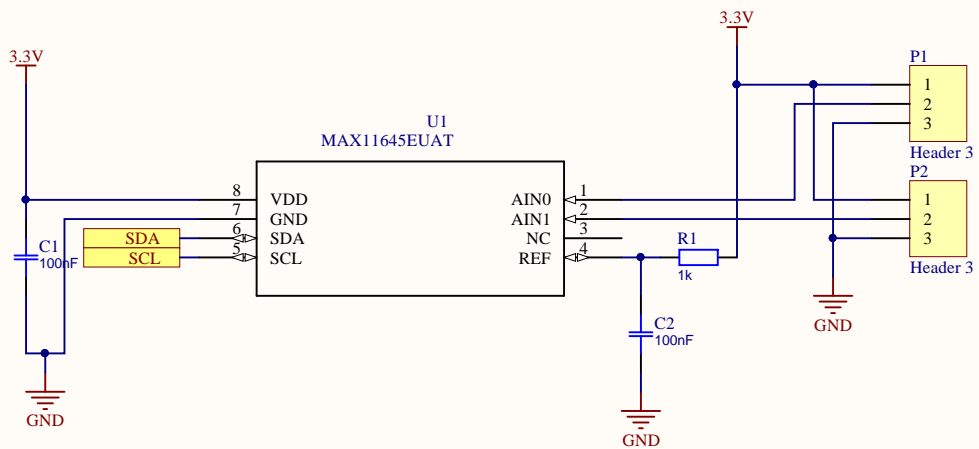 3.3V
3.3V
P1
1
2
3
Header 3
U1
MAX11645EUAT
8 VDD
7 GND
6 SDA
5 SCL
AIN0 1
AIN1 2
NC 3
REF 4
SDA
SCL
C1
100nF
R1
1k
P2
1
2
3
Header 3
C2
100nF
GND
GND
GND